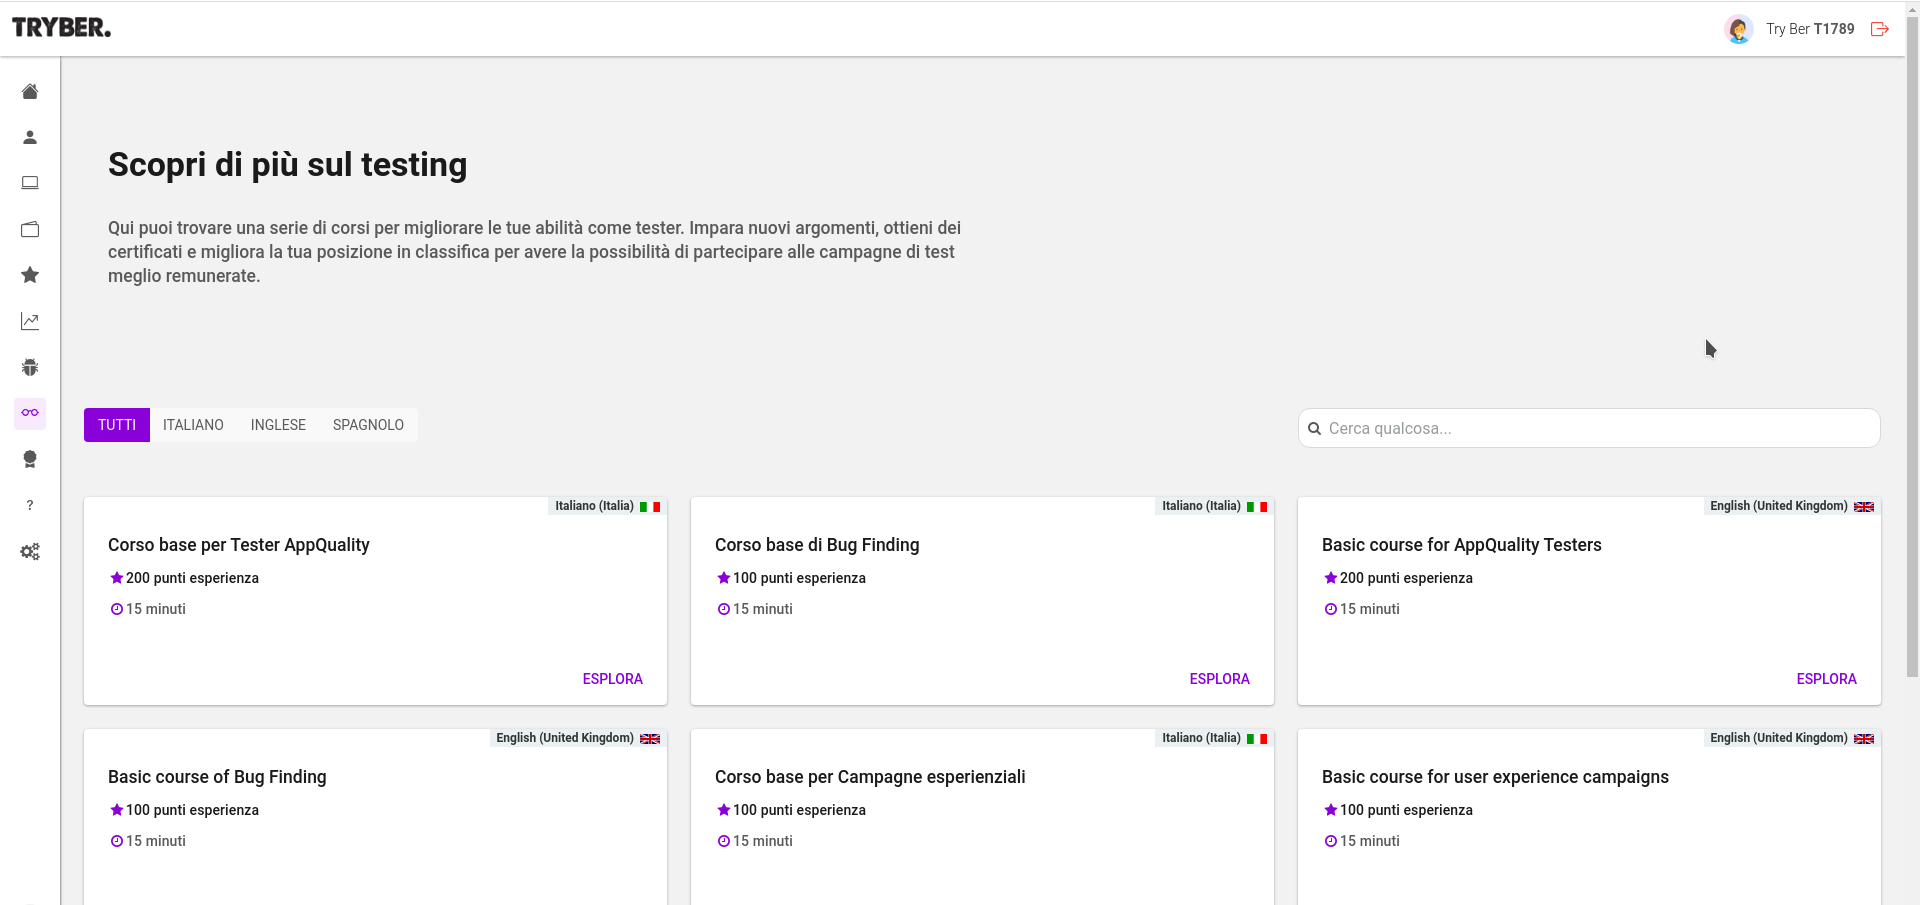 TRYBER.
Try Ber T1789
Scopri di più sul testing
Qui puoi trovare una serie di corsi per migliorare le tue abilità come tester. Impara nuovi argomenti, ottieni dei
certificati e migliora la tua posizione in classifica per avere la possibilità di partecipare alle campagne di test
meglio remunerate.
TUTTI ITALIANO INGLESE SPAGNOLO
Cerca qualcosa...
Italiano (Italia)
Corso base per Tester AppQuality
200 punti esperienza
15 minuti
ESPLORA
Italiano (Italia)
Corso base di Bug Finding
100 punti esperienza
15 minuti
ESPLORA
English (United Kingdom)
Basic course for AppQuality Testers
200 punti esperienza
15 minuti
ESPLORA
English (United Kingdom)
Basic course of Bug Finding
100 punti esperienza
15 minuti
Italiano (Italia)
Corso base per Campagne esperienziali
100 punti esperienza
15 minuti
English (United Kingdom)
Basic course for user experience campaigns
100 punti esperienza
15 minuti